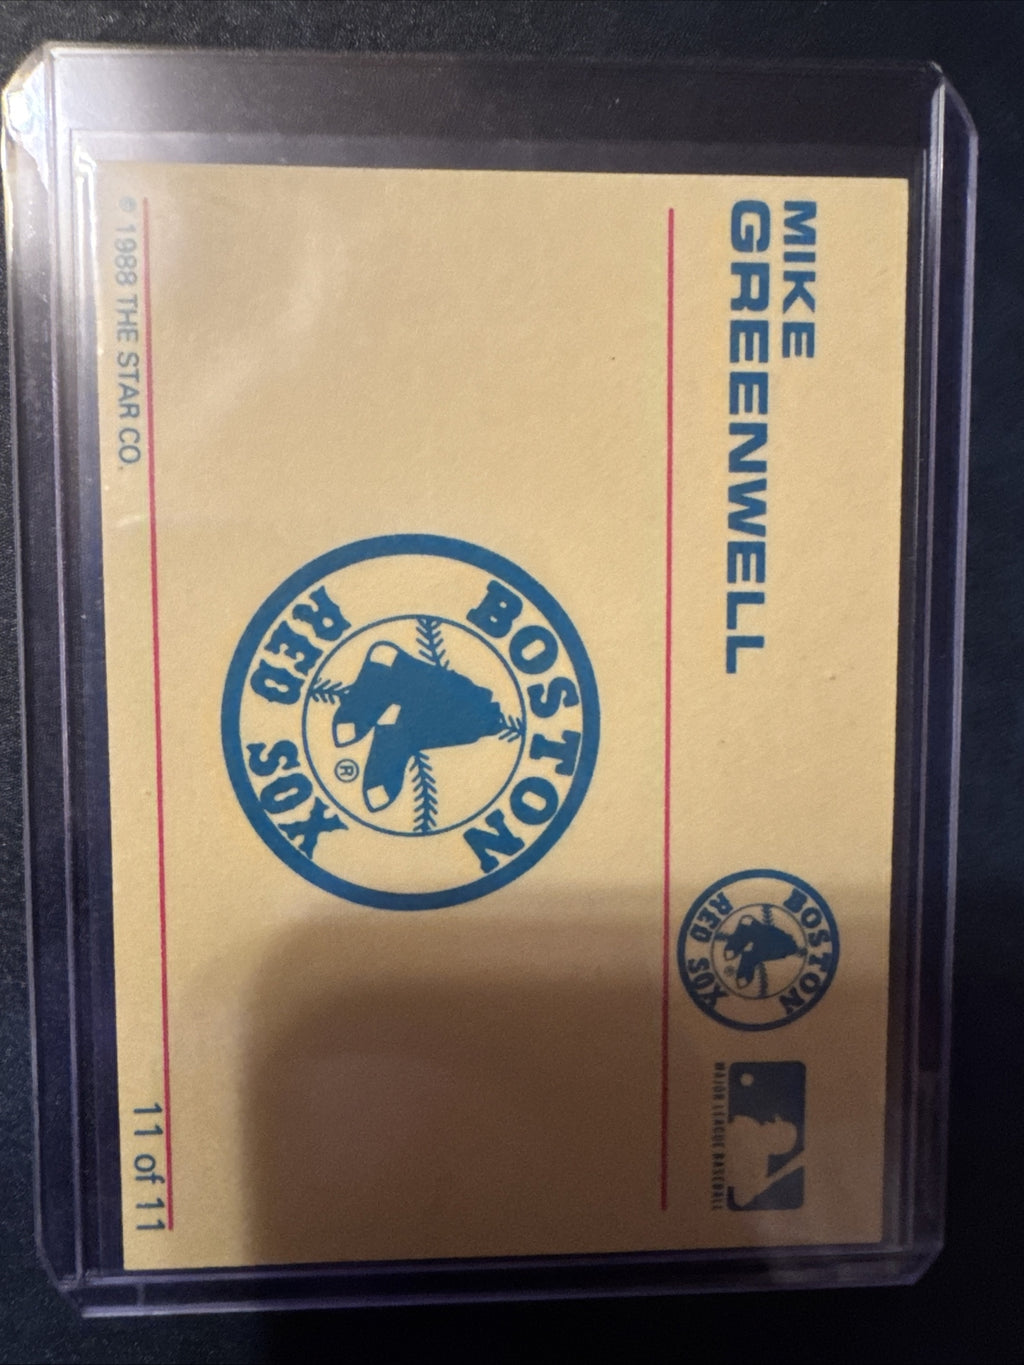 MIKE
GREENWELL
BOSTON
RED SOX
MAJOR LEAGUE BASEBALL
BOSTON
RED SOX
®
© 1988 THE STAR CO.
11 of 11